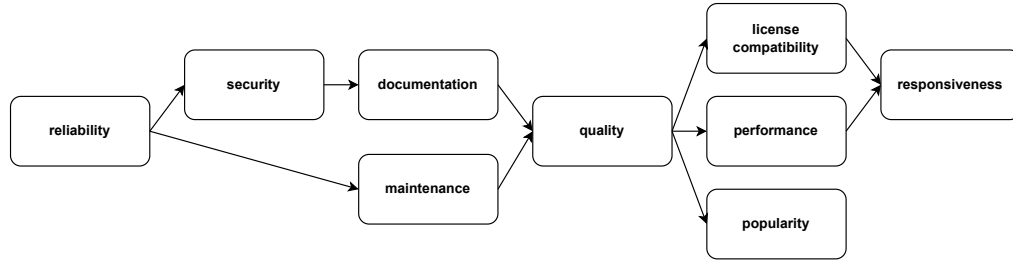 reliability
security
documentation
maintenance
quality
license
compatibility
performance
popularity
responsiveness